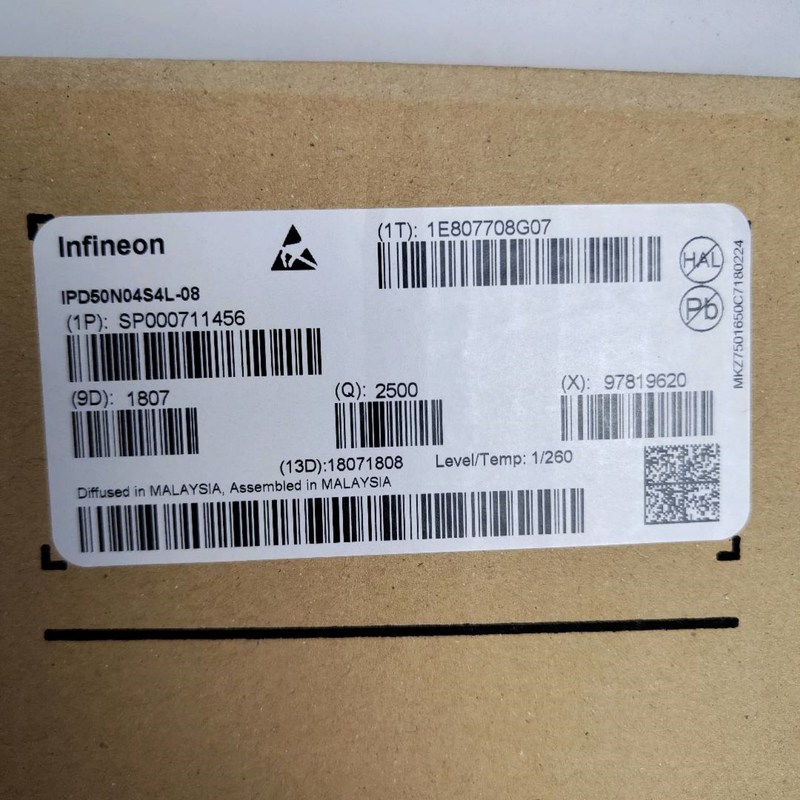 Infineon
(1T): 1E807708G07
HAL
Pb
IPD50N04S4L-08
(1P): SP000711456
(9D): 1807
(Q): 2500
(X): 97819620
(13D):18071808
Level/Temp: 1/260
Diffused in MALAYSIA, Assembled in MALAYSIA
MKZ7501650C7180224